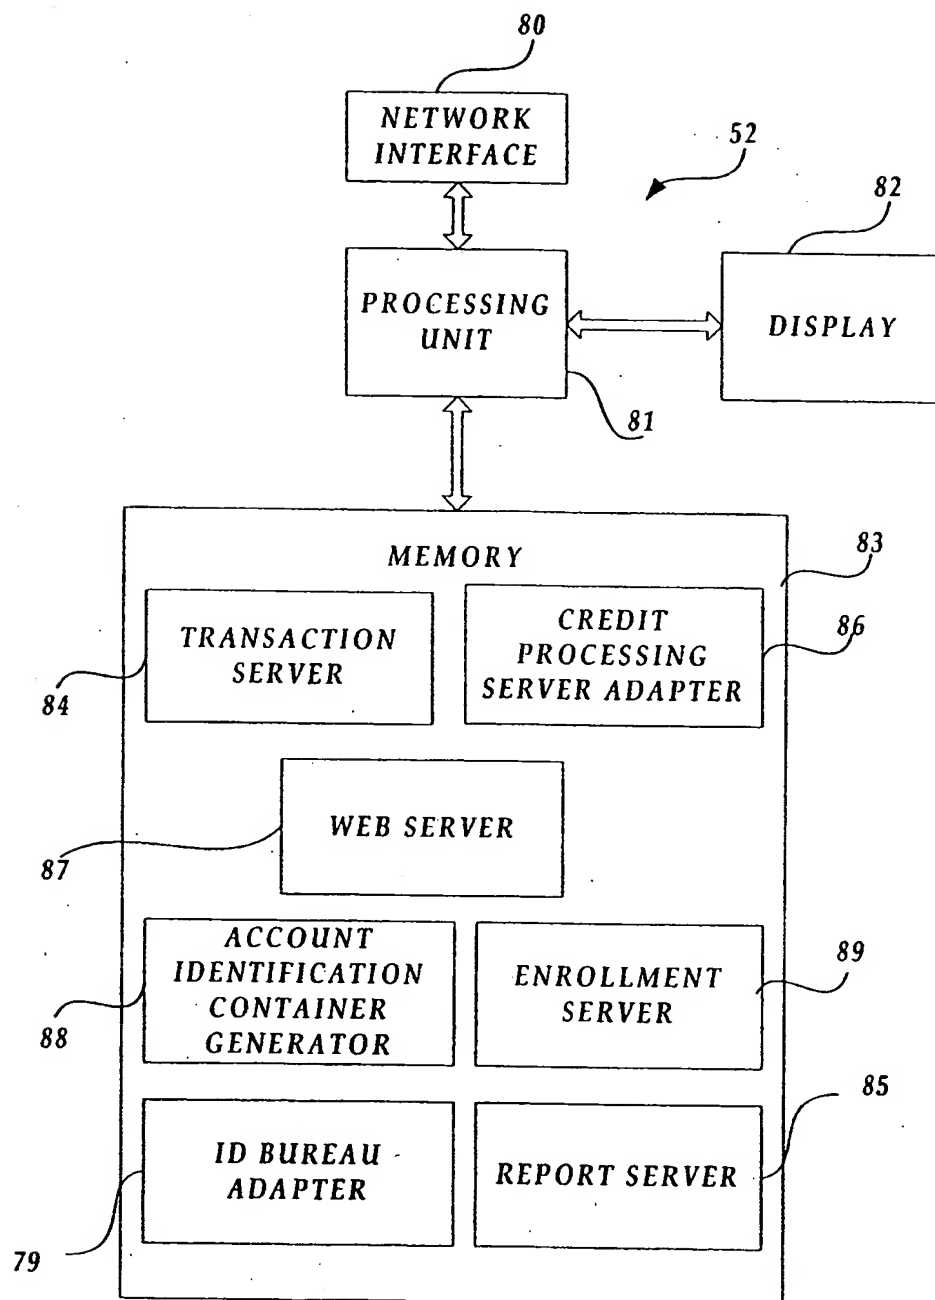 80
NETWORK
INTERFACE
52
82
PROCESSING
UNIT
DISPLAY
81
MEMORY
83
TRANSACTION
SERVER
84
CREDIT
PROCESSING
SERVER ADAPTER
86
WEB SERVER
87
ACCOUNT
IDENTIFICATION
CONTAINER
GENERATOR
88
ENROLLMENT
SERVER
89
ID BUREAU
ADAPTER
79
REPORT SERVER
85